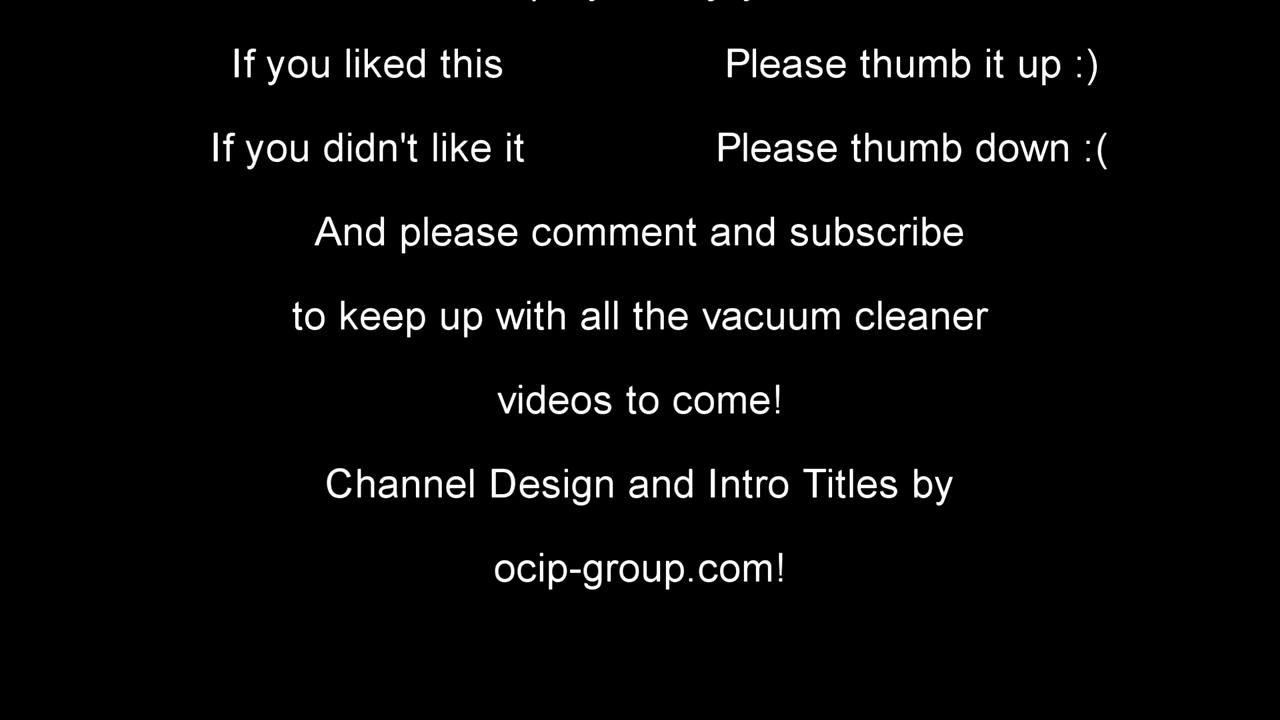 If you liked this Please thumb it up :)
If you didn't like it Please thumb down :(
And please comment and subscribe
to keep up with all the vacuum cleaner
videos to come!
Channel Design and Intro Titles by
ocip-group.com!